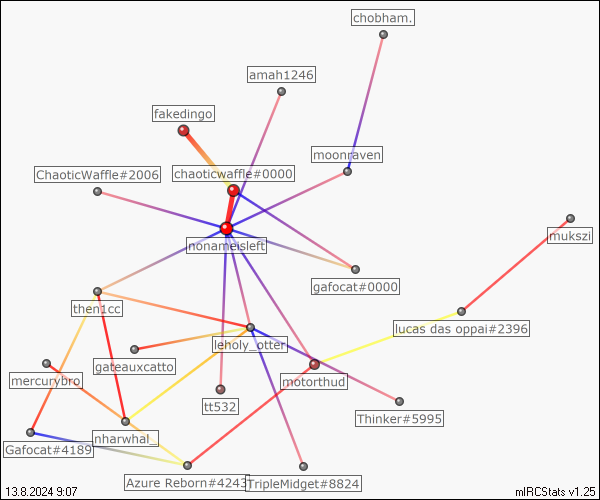 chobham.
amah1246
fakedingo
moonraven
ChaoticWaffle#2006
chaoticwaffle#0000
mukszi
nonameisleft
gafocat#0000
then1cc
lucas das oppai#2396
leholy_otter
gateauxcatto
mercurybro
motorthud
tt532
Thinker#5995
nharwhal_
Gafocat#4189
Azure Reborn#4243
TripleMidget#8824
13.8.2024 9:07
mIRCStats v1.25